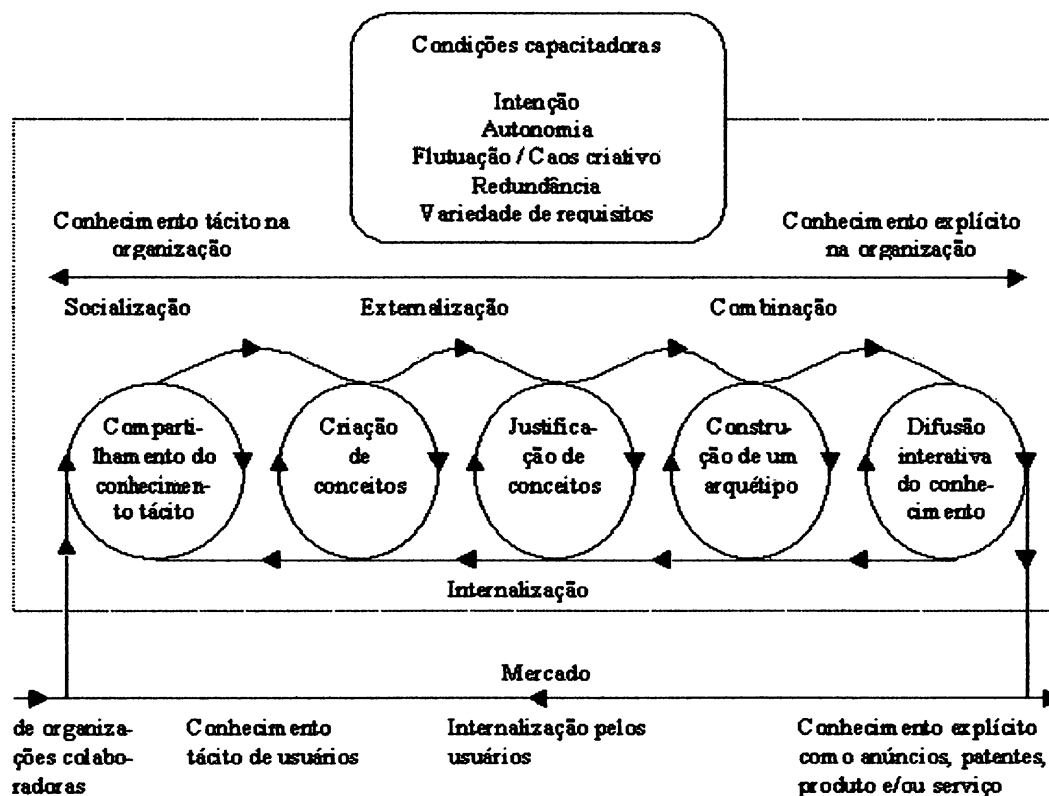 Condições capacitadoras
Intenção
Autonomia
Flutuação / Caos criativo
Redundância
Variedade de requisitos
Conhecimento tácito na
organização
Conhecimento explícito
na organização
Socialização
Externalização
Combinação
Comparti-
lhamento do
conhecimen-
to tácito
Criação
de
conceitos
Justifica-
ção de
conceitos
Constru-
ção de um
arquétipo
Difusão
interativa
do conhe-
cimento
Internalização
Mercado
de organiza-
ções colabo-
radoras
Conhecimento
tácito de usuários
Internalização pelos
usuários
Conhecimento explícito
como anúncios, patentes,
produto e/ou serviço